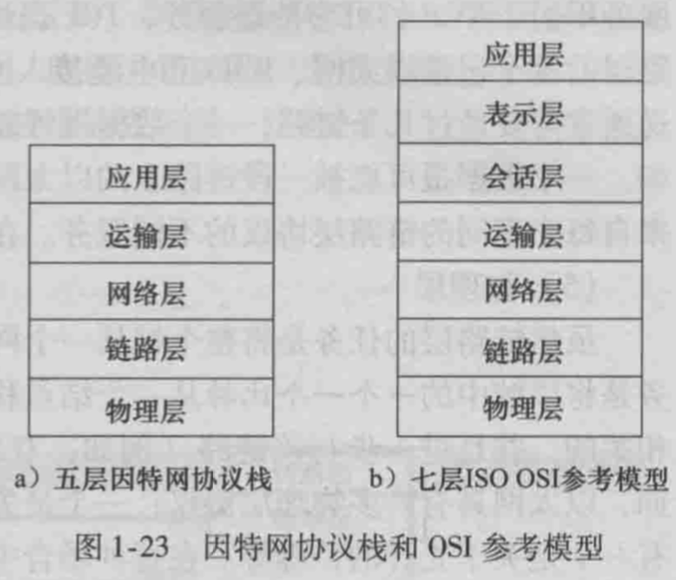 应用层
运输层
网络层
链路层
物理层
a）五层因特网协议栈
应用层
表示层
会话层
运输层
网络层
链路层
物理层
b）七层ISO OSI参考模型
图 1-23 因特网协议栈和 OSI 参考模型